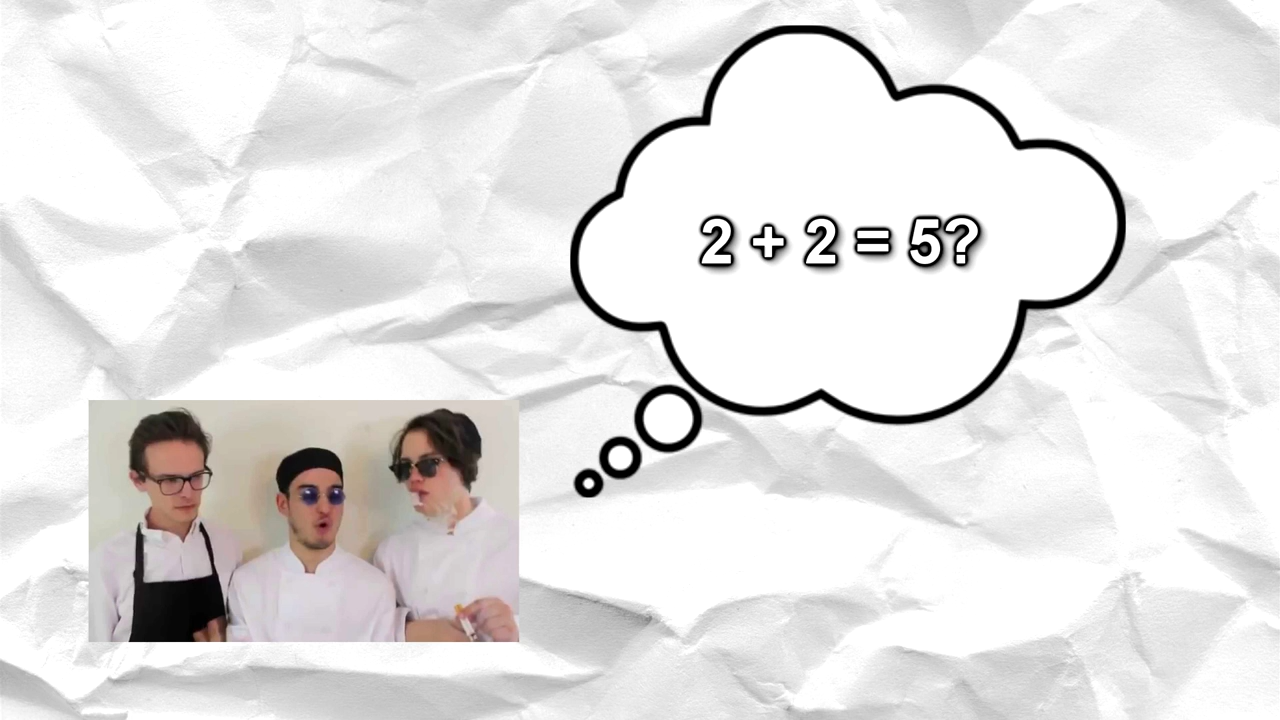 2 + 2 = 5?